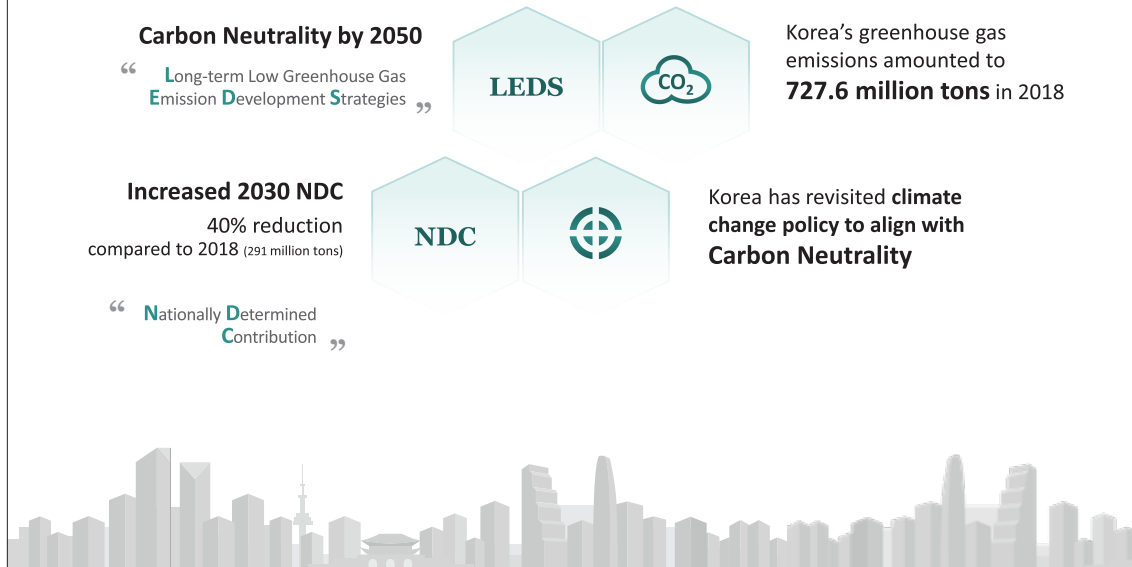 Carbon Neutrality by 2050
“ Long-term Low Greenhouse Gas
Emission Development Strategies ”
LEDS
CO₂
Korea’s greenhouse gas
emissions amounted to
727.6 million tons in 2018
Increased 2030 NDC
40% reduction
compared to 2018 (291 million tons)
“ Nationally Determined
Contribution ”
NDC
Korea has revisited climate
change policy to align with
Carbon Neutrality